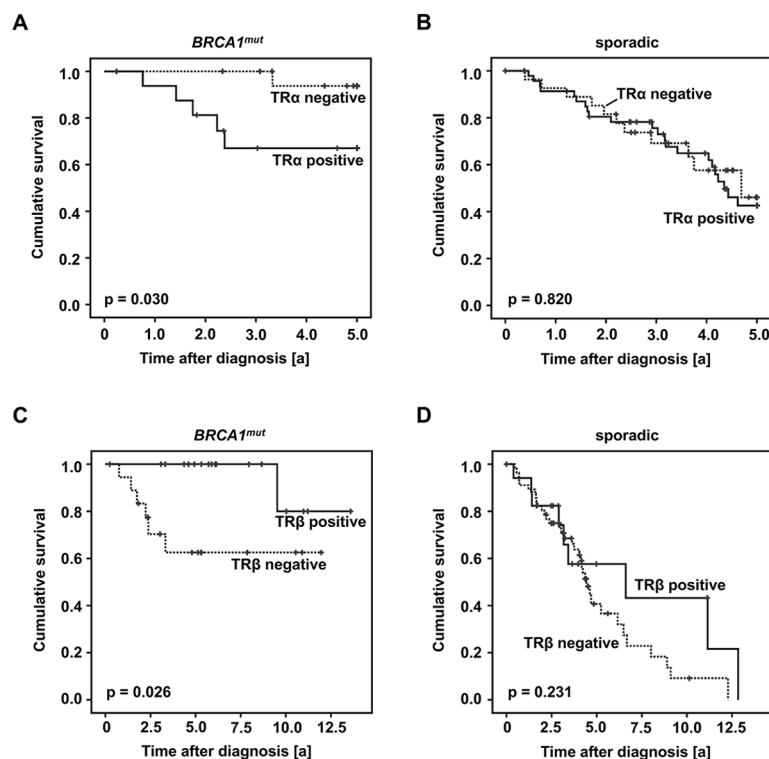 A
BRCA1mut
Cumulative survival
1.0
0.8
0.6
0.4
0.2
0.0
TRα negative
TRα positive
p = 0.030
0
1.0
2.0
3.0
4.0
5.0
Time after diagnosis [a]
B
sporadic
Cumulative survival
1.0
0.8
0.6
0.4
0.2
0.0
TRα negative
TRα positive
p = 0.820
0
1.0
2.0
3.0
4.0
5.0
Time after diagnosis [a]
C
BRCA1mut
Cumulative survival
1.0
0.8
0.6
0.4
0.2
0.0
TRβ positive
TRβ negative
p = 0.026
0
2.5
5.0
7.5
10.0
12.5
Time after diagnosis [a]
D
sporadic
Cumulative survival
1.0
0.8
0.6
0.4
0.2
0.0
TRβ positive
TRβ negative
p = 0.231
0
2.5
5.0
7.5
10.0
12.5
Time after diagnosis [a]